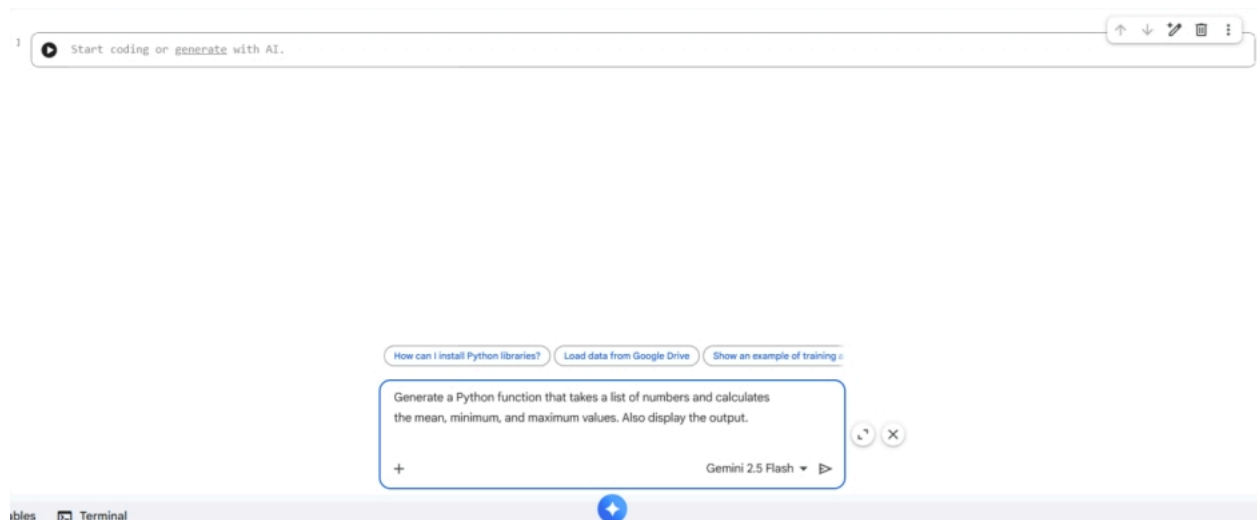 ]
Start coding or generate with AI.
How can I install Python libraries?
Load data from Google Drive
Show an example of training
Generate a Python function that takes a list of numbers and calculates
the mean, minimum, and maximum values. Also display the output.
+
Gemini 2.5 Flash
bles
Terminal